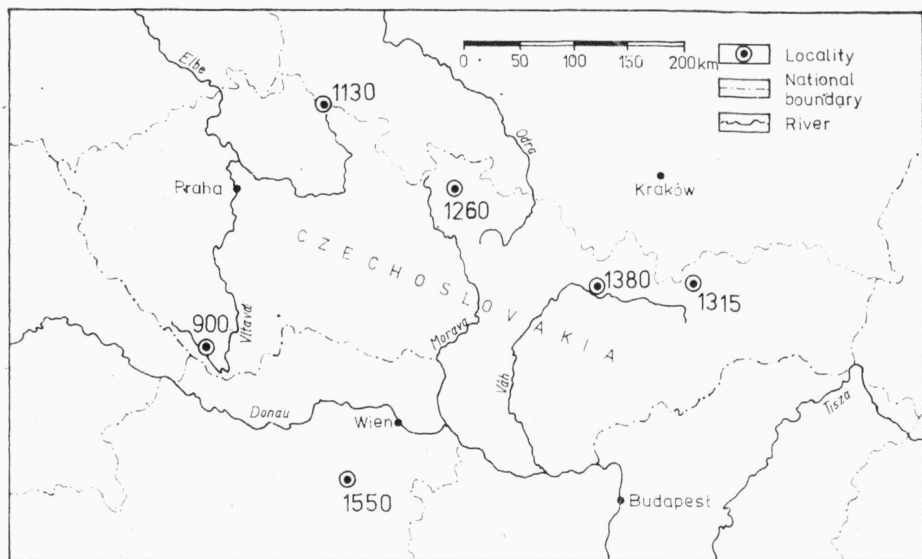 Elbe
1130
Odra
0
50
100
150
200km
Locality
National
boundary
River
Praha
1260
Kraków
CZECHOSLOVAKIA
900
Vltava
Morava
1380
1315
Váh
Donau
Wien
Tisza
1550
Budapest